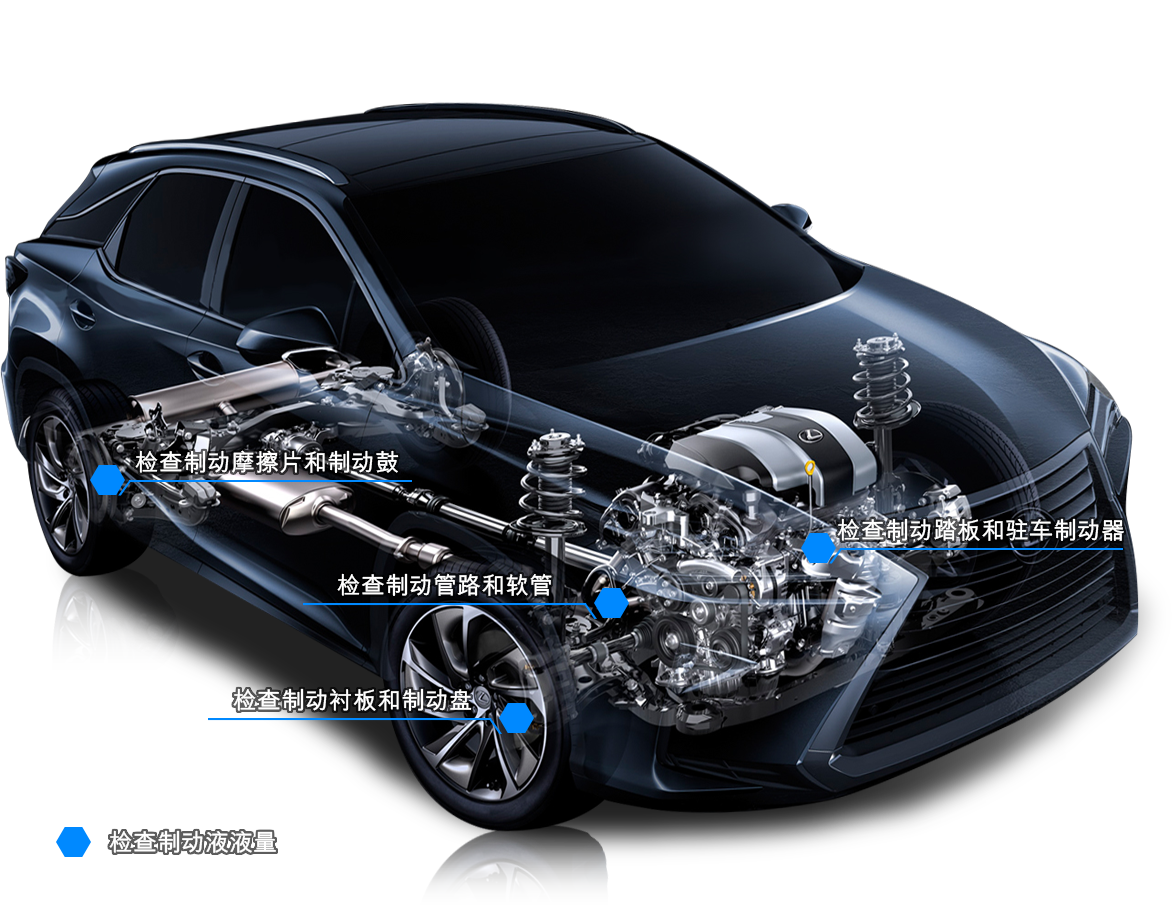 检查制动摩擦片和制动鼓
检查制动踏板和驻车制动器
检查制动管路和软管
检查制动衬板和制动盘
检查制动液液量